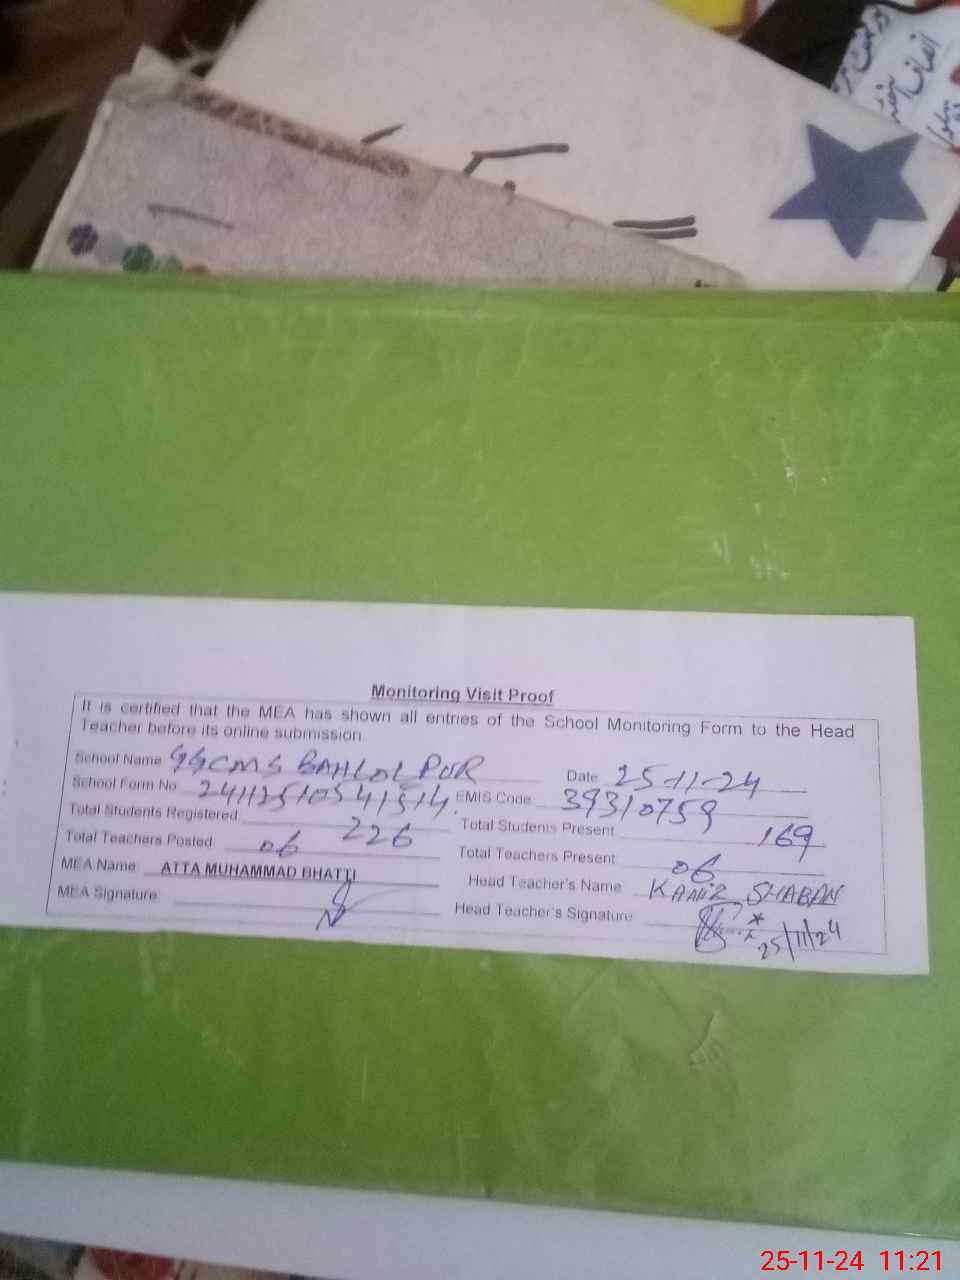 Monitoring Visit Proof
It is certified that the MEA has shown all entries of the School Monitoring Form to the Head
Teacher before its online submission
School Name GGCMS BAHLOL PUR Date 25-11-24
School Form No 24112510541514. EMIS Code 39310759
Total Students Registered 226 Total Students Present 169
Total Teachers Posted 06 Total Teachers Present 06
MEA Name ATTA MUHAMMAD BHATTI Head Teacher's Name KANIZ SHABAN
MEA Signature Head Teacher's Signature
25/11/24
25-11-24 11:21